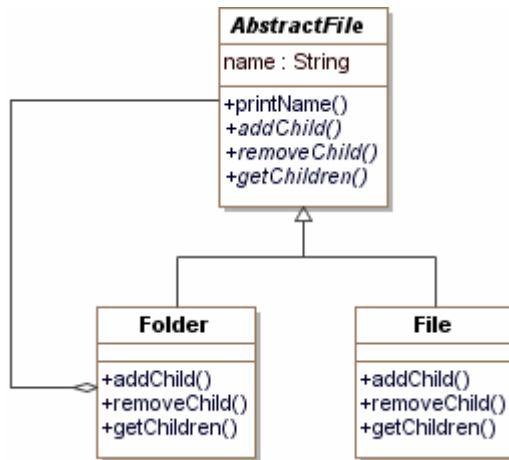 AbstractFile
name : String
+printName()
+addChild()
+removeChild()
+getChildren()
Folder
+addChild()
+removeChild()
+getChildren()
File
+addChild()
+removeChild()
+getChildren()